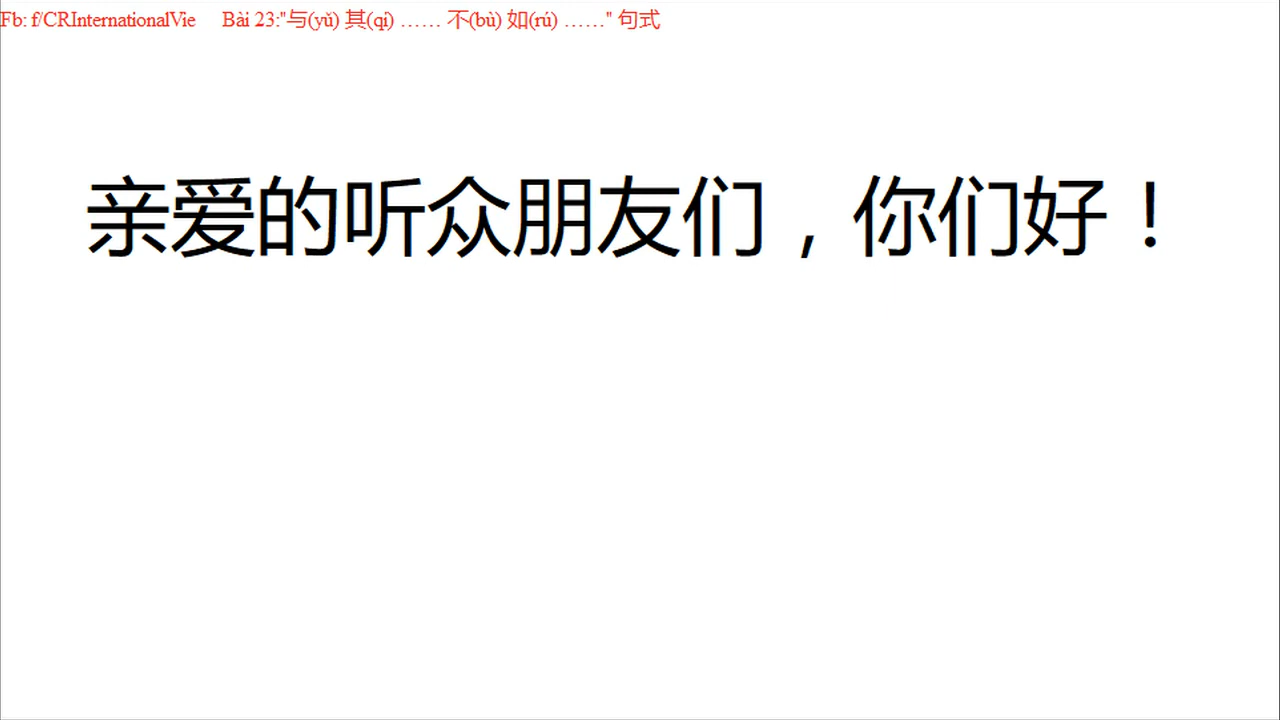 Fb: f/CRInternationalVie Bài 23:"与(yǔ) 其(qí) …… 不(bù) 如(rú) ……" 句式
亲爱的听众朋友们，你们好！